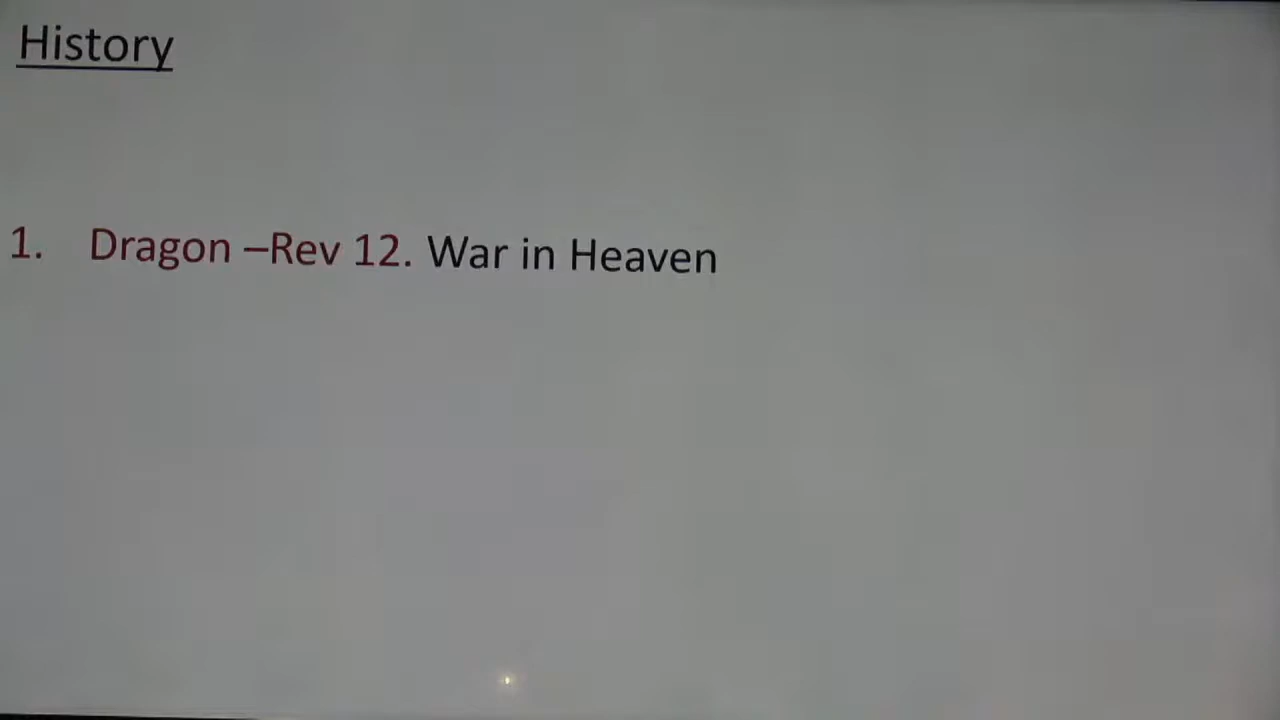 History
1. Dragon –Rev 12. War in Heaven